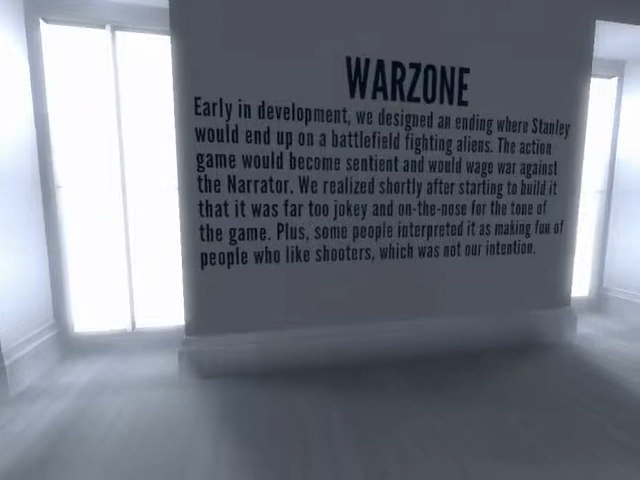 WARZONE
Early in development, we designed an ending where Stanley
would end up on a battlefield fighting aliens. The action
game would become sentient and would wage war against
the Narrator. We realized shortly after starting to build it
that it was far too jokey and on-the-nose for the tone of
the game. Plus, some people interpreted it as making fun of
people who like shooters, which was not our intention.